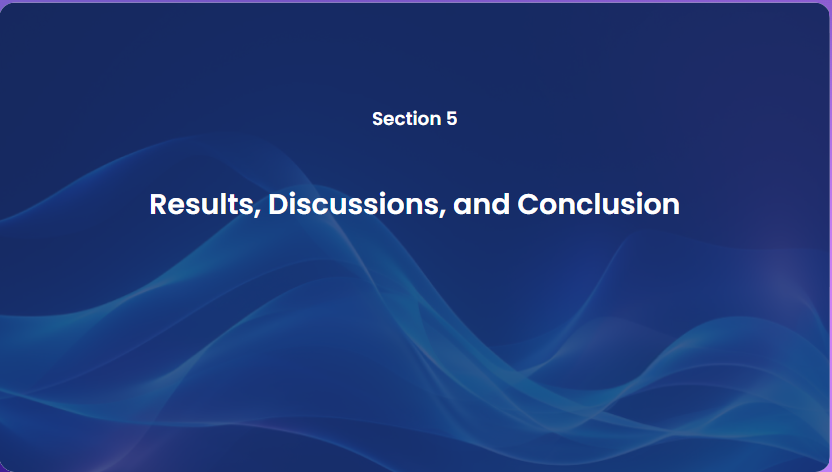 Section 5
Results, Discussions, and Conclusion